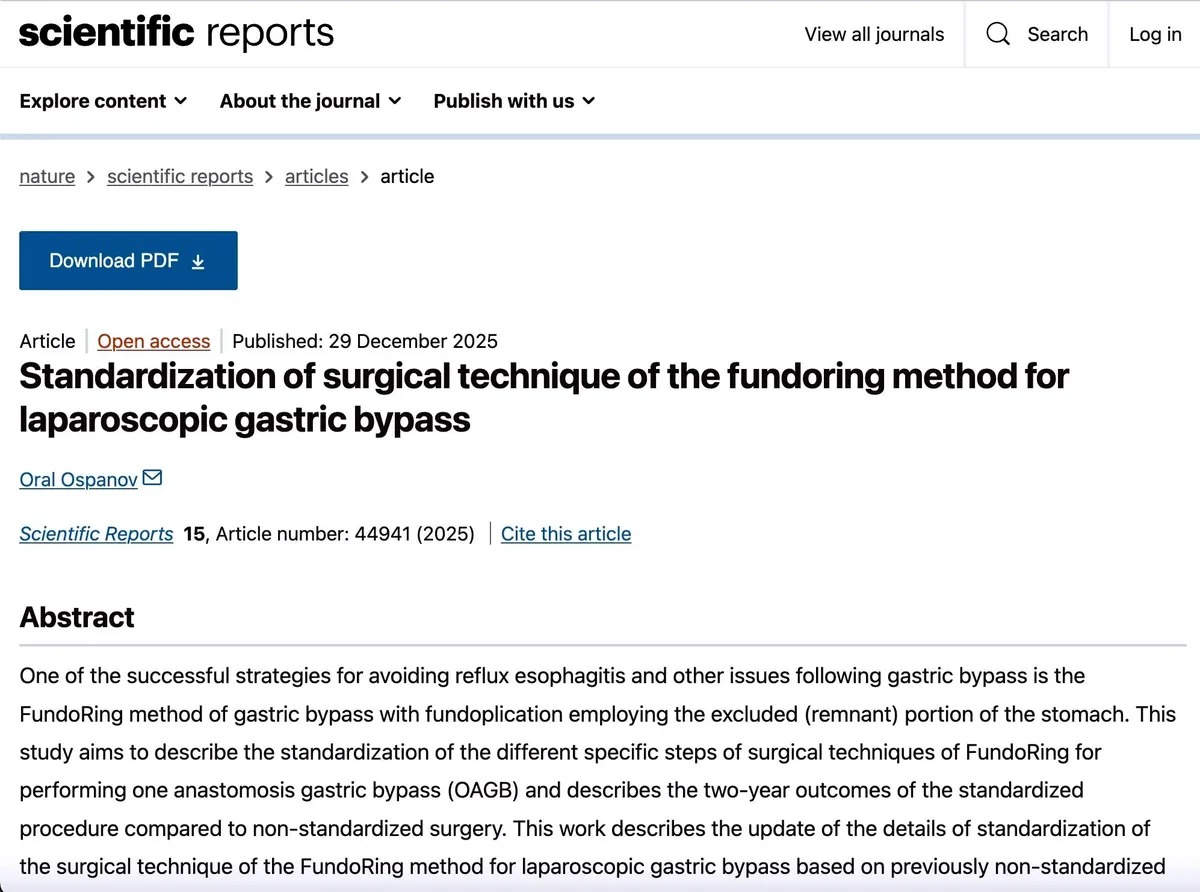 scientific reports
View all journals
Search
Log in
Explore content
About the journal
Publish with us
nature > scientific reports > articles > article
Download PDF
Article | Open access | Published: 29 December 2025
Standardization of surgical technique of the fundoring method for
laparoscopic gastric bypass
Oral Ospanov
Scientific Reports 15, Article number: 44941 (2025) | Cite this article
Abstract
One of the successful strategies for avoiding reflux esophagitis and other issues following gastric bypass is the
FundoRing method of gastric bypass with fundoplication employing the excluded (remnant) portion of the stomach. This
study aims to describe the standardization of the different specific steps of surgical techniques of FundoRing for
performing one anastomosis gastric bypass (OAGB) and describes the two-year outcomes of the standardized
procedure compared to non-standardized surgery. This work describes the update of the details of standardization of
the surgical technique of the FundoRing method for laparoscopic gastric bypass based on previously non-standardized